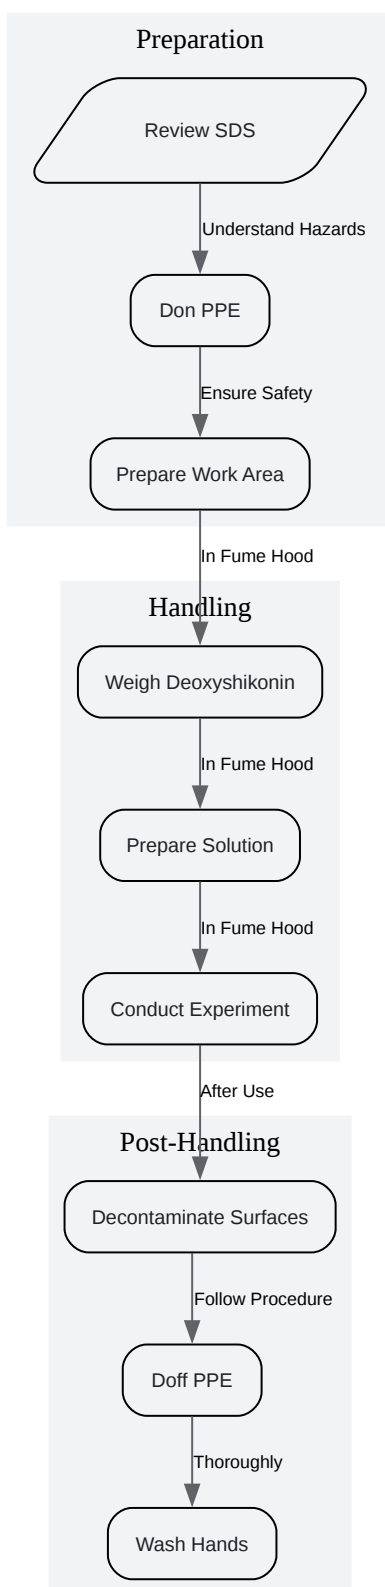 Preparation
Review SDS
Understand Hazards
Don PPE
Ensure Safety
Prepare Work Area
In Fume Hood
Handling
Weigh Deoxyshikonin
In Fume Hood
Prepare Solution
In Fume Hood
Conduct Experiment
After Use
Post-Handling
Decontaminate Surfaces
Follow Procedure
Doff PPE
Thoroughly
Wash Hands